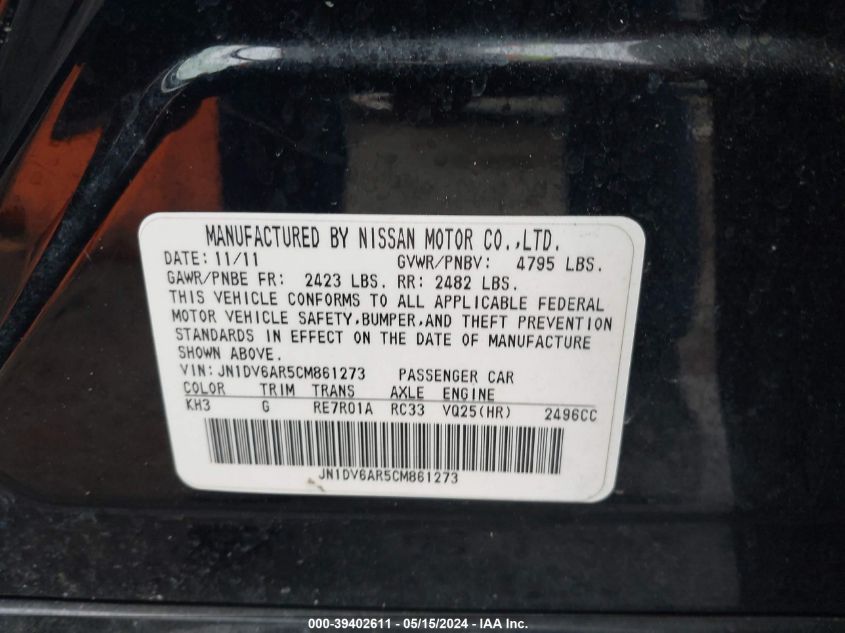 MANUFACTURED BY NISSAN MOTOR CO.,LTD.
DATE: 11/11 GVWR/PNBV: 4795 LBS.
GAWR/PNBE FR: 2423 LBS. RR: 2482 LBS.
THIS VEHICLE CONFORMS TO ALL APPLICABLE FEDERAL
MOTOR VEHICLE SAFETY,BUMPER,AND THEFT PREVENTION
STANDARDS IN EFFECT ON THE DATE OF MANUFACTURE
SHOWN ABOVE.
VIN: JN1DV6AR5CM861273 PASSENGER CAR
COLOR TRIM TRANS AXLE ENGINE
KH3 G RE7R01A RC33 VQ25(HR) 2496CC
JN1DV6AR5CM861273
000-39402611 - 05/15/2024 - IAA Inc.